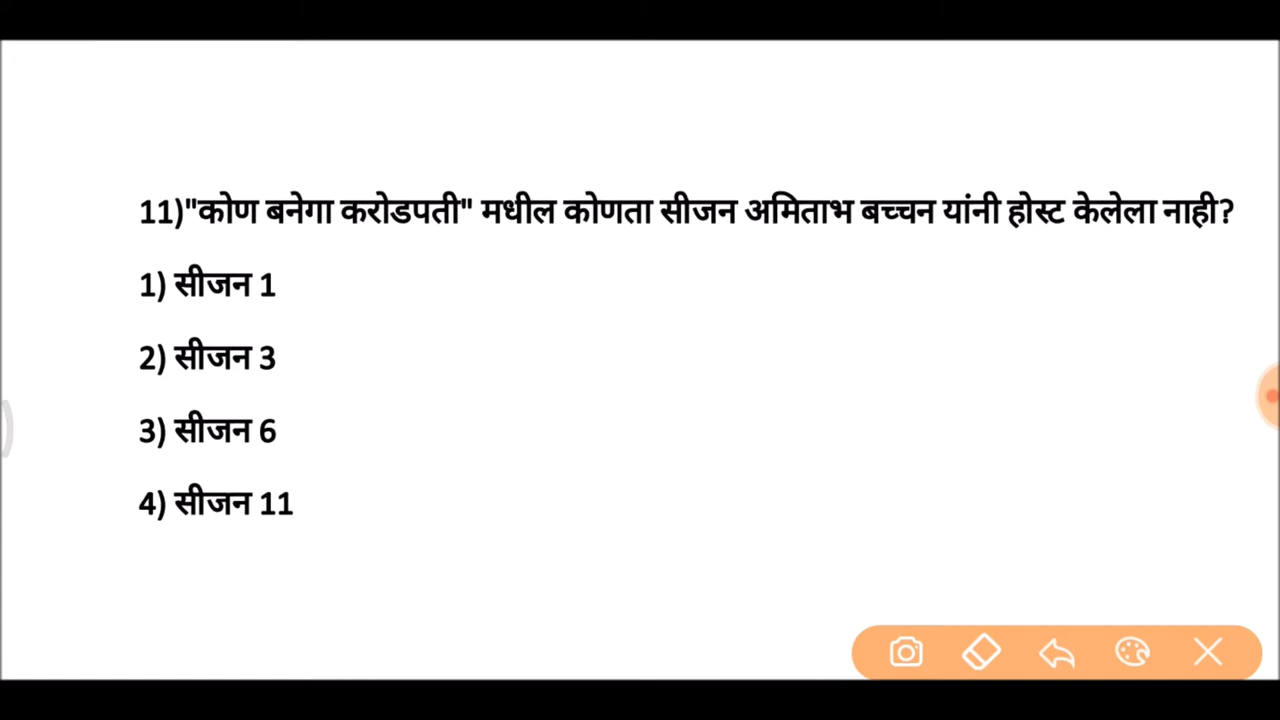 11)"कोण बनेगा करोडपती" मधील कोणता सीजन अमिताभ बच्चन यांनी होस्ट केलेला नाही?
1) सीजन 1
2) सीजन 3
3) सीजन 6
4) सीजन 11